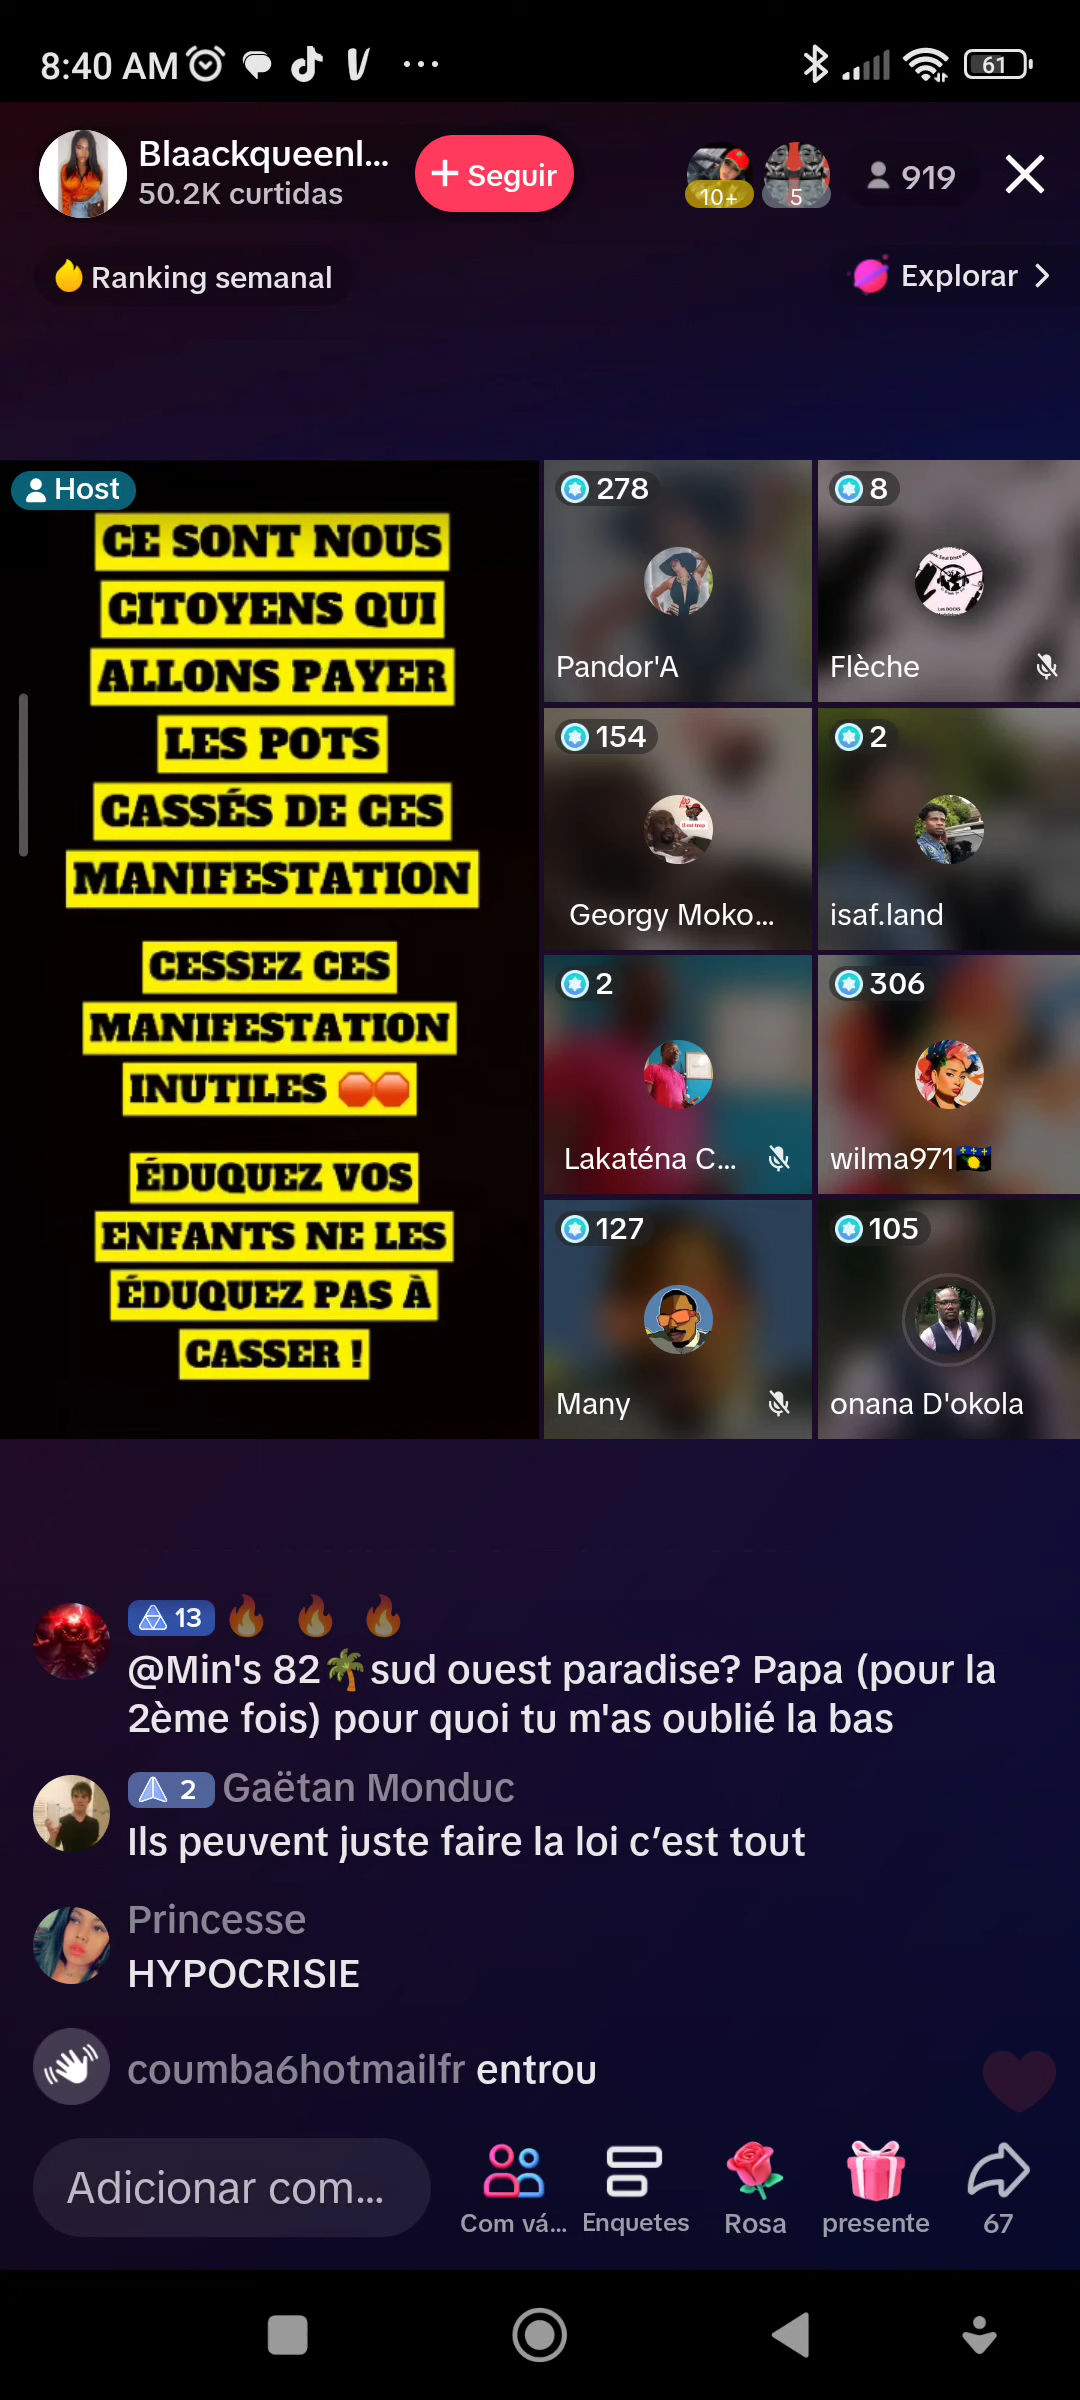 8:40 AM
61
Blaackqueenl...
50.2K curtidas
+ Seguir
10+
5
919
Ranking semanal
Explorar
Host
CE SONT NOUS
CITOYENS QUI
ALLONS PAYER
LES POTS
CASSÉS DE CES
MANIFESTATION
CESSEZ CES
MANIFESTATION
INUTILES 🛑🛑
ÉDUQUEZ VOS
ENFANTS NE LES
ÉDUQUEZ PAS À
CASSER !
278
Pandor'A
8
Flèche
154
Georgy Moko...
2
isaf.land
2
Lakaténa C...
306
wilma971🇬🇵
127
Many
105
onana D'okola
13 🔥 🔥 🔥
@Min's 82🌴sud ouest paradise? Papa (pour la
2ème fois) pour quoi tu m'as oublié la bas
2 Gaëtan Monduc
Ils peuvent juste faire la loi c’est tout
Princesse
HYPOCRISIE
coumba6hotmailfr entrou
Adicionar com...
Com vá...
Enquetes
Rosa
presente
67